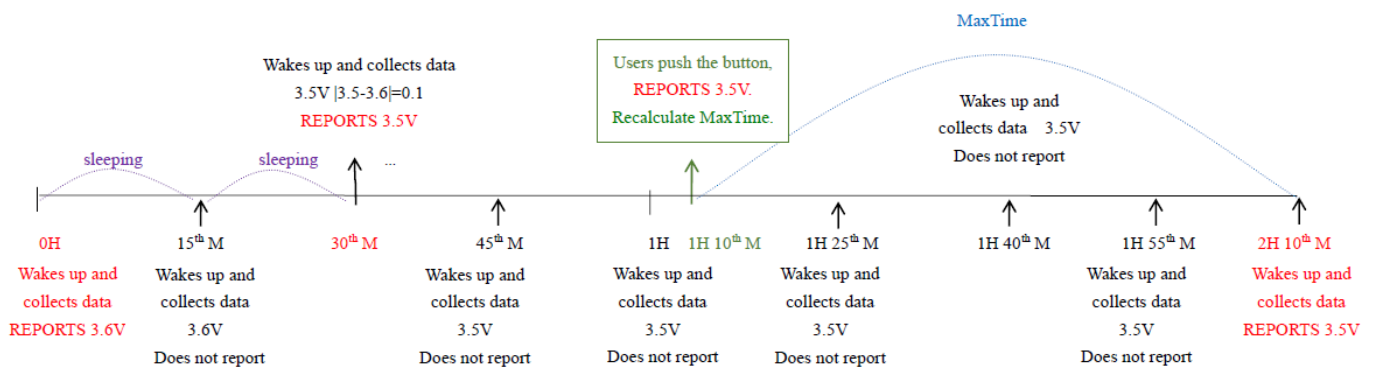 MaxTime
Users push the button,
REPORTS 3.5V.
Recalculate MaxTime.
Wakes up and collects data
3.5V |3.5-3.6|=0.1
REPORTS 3.5V
Wakes up and
collects data 3.5V
Does not report
sleeping
sleeping
...
0H
Wakes up and
collects data
REPORTS 3.6V
15th M
Wakes up and
collects data
3.6V
Does not report
30th M
45th M
Wakes up and
collects data
3.5V
Does not report
1H
Wakes up and
collects data
3.5V
Does not report
1H 10th M
1H 25th M
Wakes up and
collects data
3.5V
Does not report
1H 40th M
1H 55th M
Wakes up and
collects data
3.5V
Does not report
2H 10th M
Wakes up and
collects data
REPORTS 3.5V